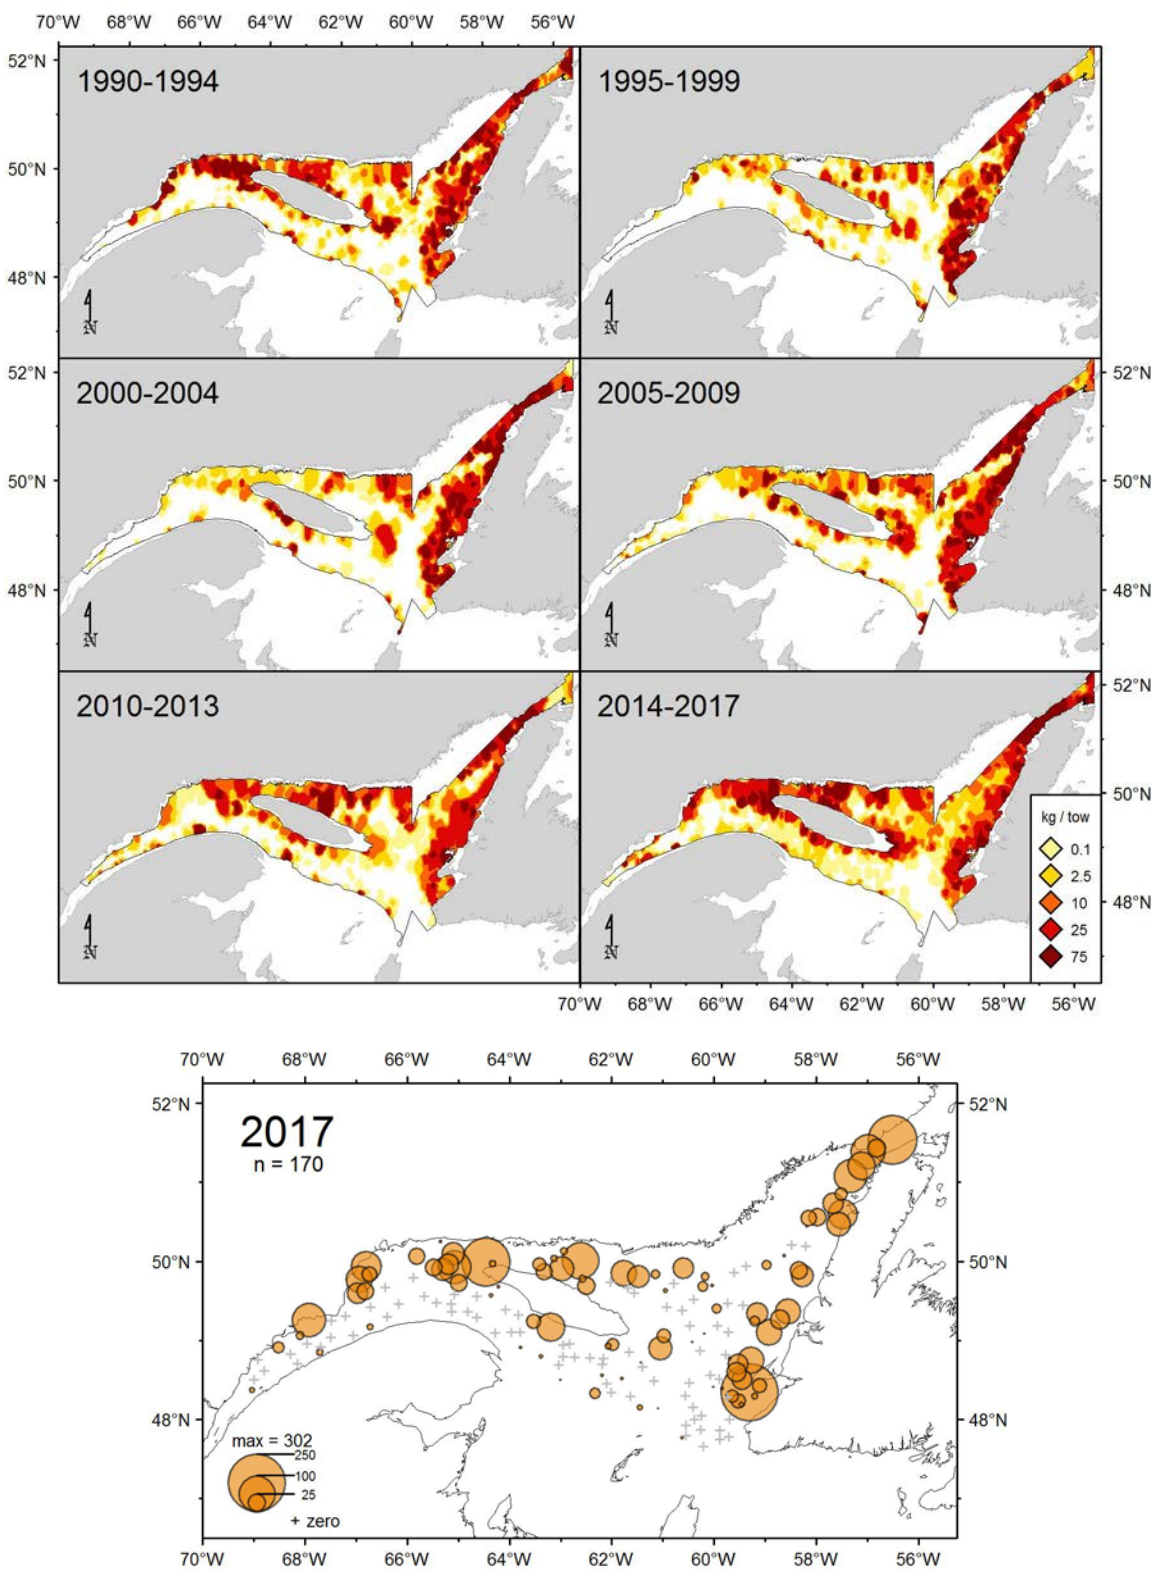 70°W 68°W 66°W 64°W 62°W 60°W 58°W 56°W
52°N
1990-1994
1995-1999
50°N
48°N
N
N
52°N
52°N
2000-2004
2005-2009
50°N
50°N
48°N
48°N
N
N
52°N
2010-2013
2014-2017
50°N
kg / tow
0.1
2.5
10
48°N
25
75
N
N
70°W 68°W 66°W 64°W 62°W 60°W 58°W 56°W
70°W 68°W 66°W 64°W 62°W 60°W 58°W 56°W
52°N
52°N
2017
n = 170
50°N
50°N
48°N
48°N
max = 302
250
100
25
+ zero
70°W 68°W 66°W 64°W 62°W 60°W 58°W 56°W